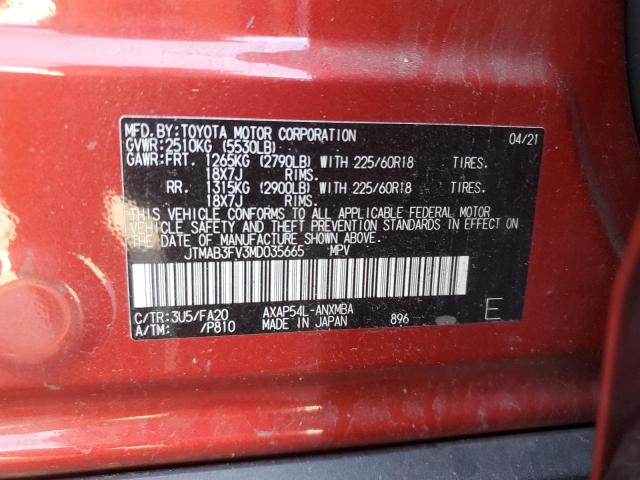 MFD. BY: TOYOTA MOTOR CORPORATION 04/21
GVWR: 2510KG (5530LB)
GAWR: FRT. 1265KG (2790LB) WITH 225/60R18 TIRES.
18X7J RIMS.
RR. 1315KG (2900LB) WITH 225/60R18 TIRES.
18X7J RIMS.
THIS VEHICLE CONFORMS TO ALL APPLICABLE FEDERAL MOTOR
VEHICLE SAFETY AND THEFT PREVENTION STANDARDS IN EFFECT ON
THE DATE OF MANUFACTURE SHOWN ABOVE.
JTMAB3FV3MD035665 MPV
C/TR: 3U5/FA20 AXAP54L-ANXMBA
A/TM: /P810 MADE IN JAPAN 896 E